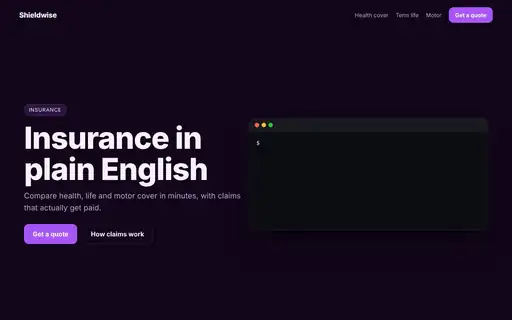 Shieldwise
Health cover
Term life
Motor
Get a quote
INSURANCE
Insurance in
plain English
Compare health, life and motor cover in minutes, with claims
that actually get paid.
Get a quote
How claims work
$